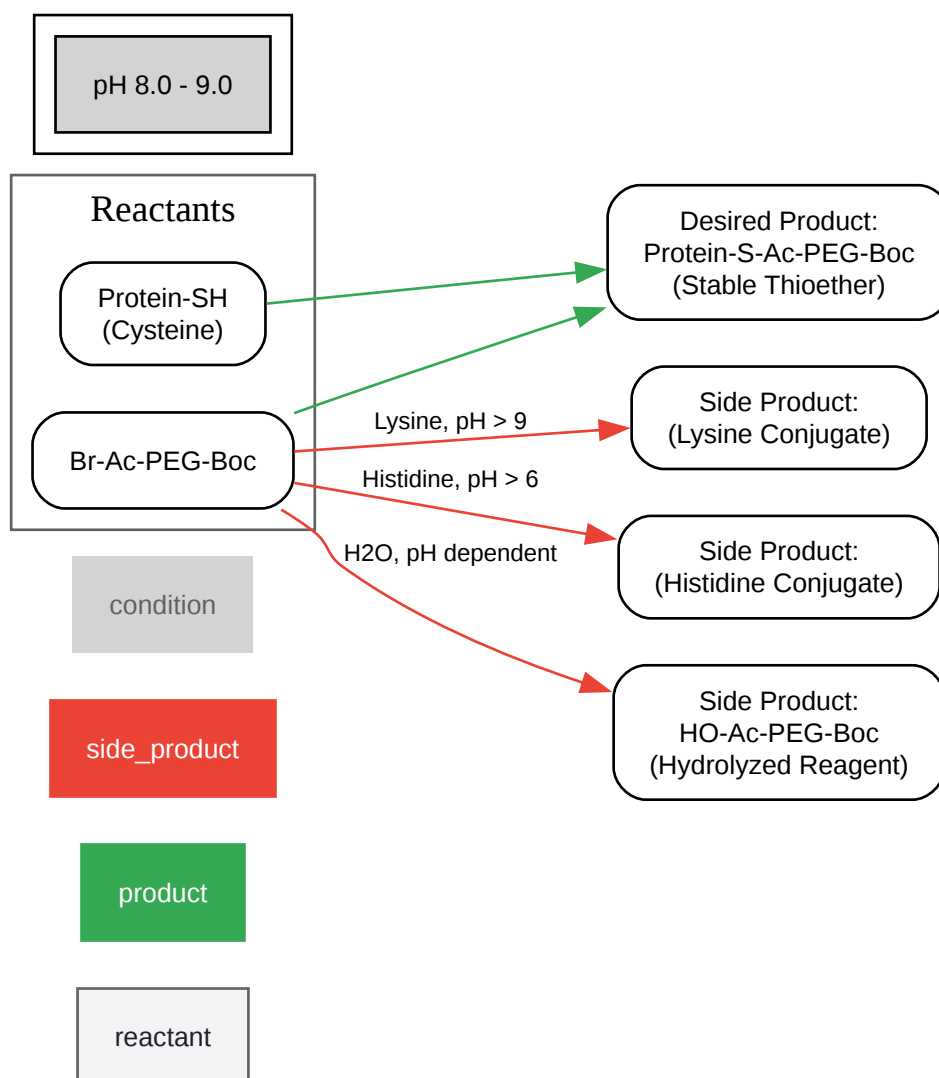 pH 8.0 - 9.0
Reactants
Protein-SH
(Cysteine)
Br-Ac-PEG-Boc
Desired Product:
Protein-S-Ac-PEG-Boc
(Stable Thioether)
Lysine, pH > 9
Side Product:
(Lysine Conjugate)
Histidine, pH > 6
Side Product:
(Histidine Conjugate)
H2O, pH dependent
Side Product:
HO-Ac-PEG-Boc
(Hydrolyzed Reagent)
condition
side_product
product
reactant